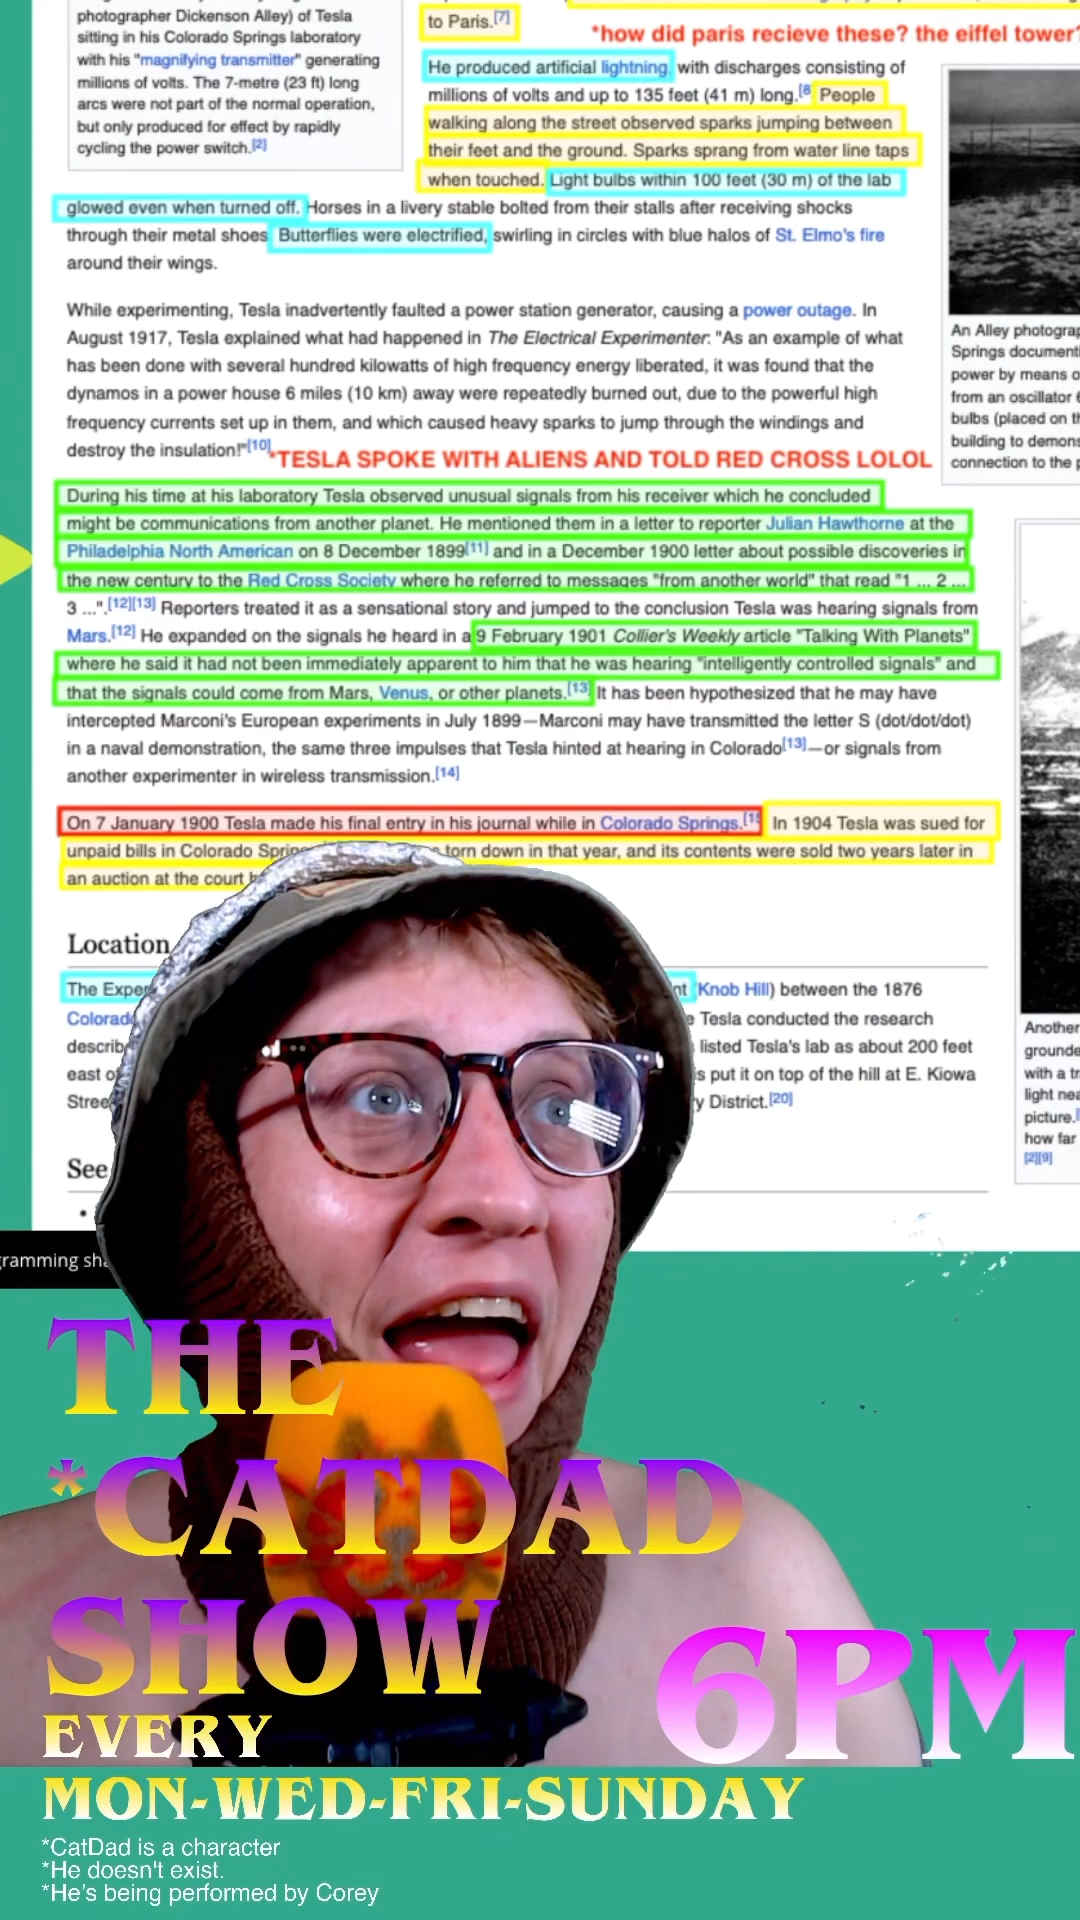 photographer Dickenson Alley) of Tesla
sitting in his Colorado Springs laboratory
with his "magnifying transmitter" generating
millions of volts. The 7-metre (23 ft) long
arcs were not part of the normal operation,
but only produced for effect by rapidly
cycling the power switch.[2]
to Paris.[7]
*how did paris recieve these? the eiffel tower?
He produced artificial lightning, with discharges consisting of
millions of volts and up to 135 feet (41 m) long.[8 People
walking along the street observed sparks jumping between
their feet and the ground. Sparks sprang from water line taps
when touched. Light bulbs within 100 feet (30 m) of the lab
glowed even when turned off. Horses in a livery stable bolted from their stalls after receiving shocks
through their metal shoes Butterflies were electrified, swirling in circles with blue halos of St. Elmo's fire
around their wings.
While experimenting, Tesla inadvertently faulted a power station generator, causing a power outage. In
August 1917, Tesla explained what had happened in The Electrical Experimenter: "As an example of what
has been done with several hundred kilowatts of high frequency energy liberated, it was found that the
dynamos in a power house 6 miles (10 km) away were repeatedly burned out, due to the powerful high
frequency currents set up in them, and which caused heavy sparks to jump through the windings and
destroy the insulation!"[10]
*TESLA SPOKE WITH ALIENS AND TOLD RED CROSS LOLOL
During his time at his laboratory Tesla observed unusual signals from his receiver which he concluded
might be communications from another planet. He mentioned them in a letter to reporter Julian Hawthorne at the
Philadelphia North American on 8 December 1899[11] and in a December 1900 letter about possible discoveries in
the new century to the Red Cross Society where he referred to messages "from another world" that read "1 ... 2 ...
3 ...".[12][13] Reporters treated it as a sensational story and jumped to the conclusion Tesla was hearing signals from
Mars.[12] He expanded on the signals he heard in a 9 February 1901 Collier's Weekly article "Talking With Planets"
where he said it had not been immediately apparent to him that he was hearing "intelligently controlled signals" and
that the signals could come from Mars, Venus, or other planets.[13] It has been hypothesized that he may have
intercepted Marconi's European experiments in July 1899—Marconi may have transmitted the letter S (dot/dot/dot)
in a naval demonstration, the same three impulses that Tesla hinted at hearing in Colorado[13]—or signals from
another experimenter in wireless transmission.[14]
On 7 January 1900 Tesla made his final entry in his journal while in Colorado Springs.[15 In 1904 Tesla was sued for
unpaid bills in Colorado Spring torn down in that year, and its contents were sold two years later in
an auction at the court
An Alley photograp
Springs documenti
power by means o
from an oscillator 6
bulbs (placed on th
building to demons
connection to the p
Location
The Exper nt (Knob Hill) between the 1876
Colorad e Tesla conducted the research
describ listed Tesla's lab as about 200 feet
east o s put it on top of the hill at E. Kiowa
Stree y District.[20]
Another
grounde
with a tr
light nea
picture.[
how far
[2][9]
See
•
gramming sha
THE
*CATDAD
SHOW
6PM
EVERY
MON-WED-FRI-SUNDAY
*CatDad is a character
*He doesn't exist.
*He's being performed by Corey